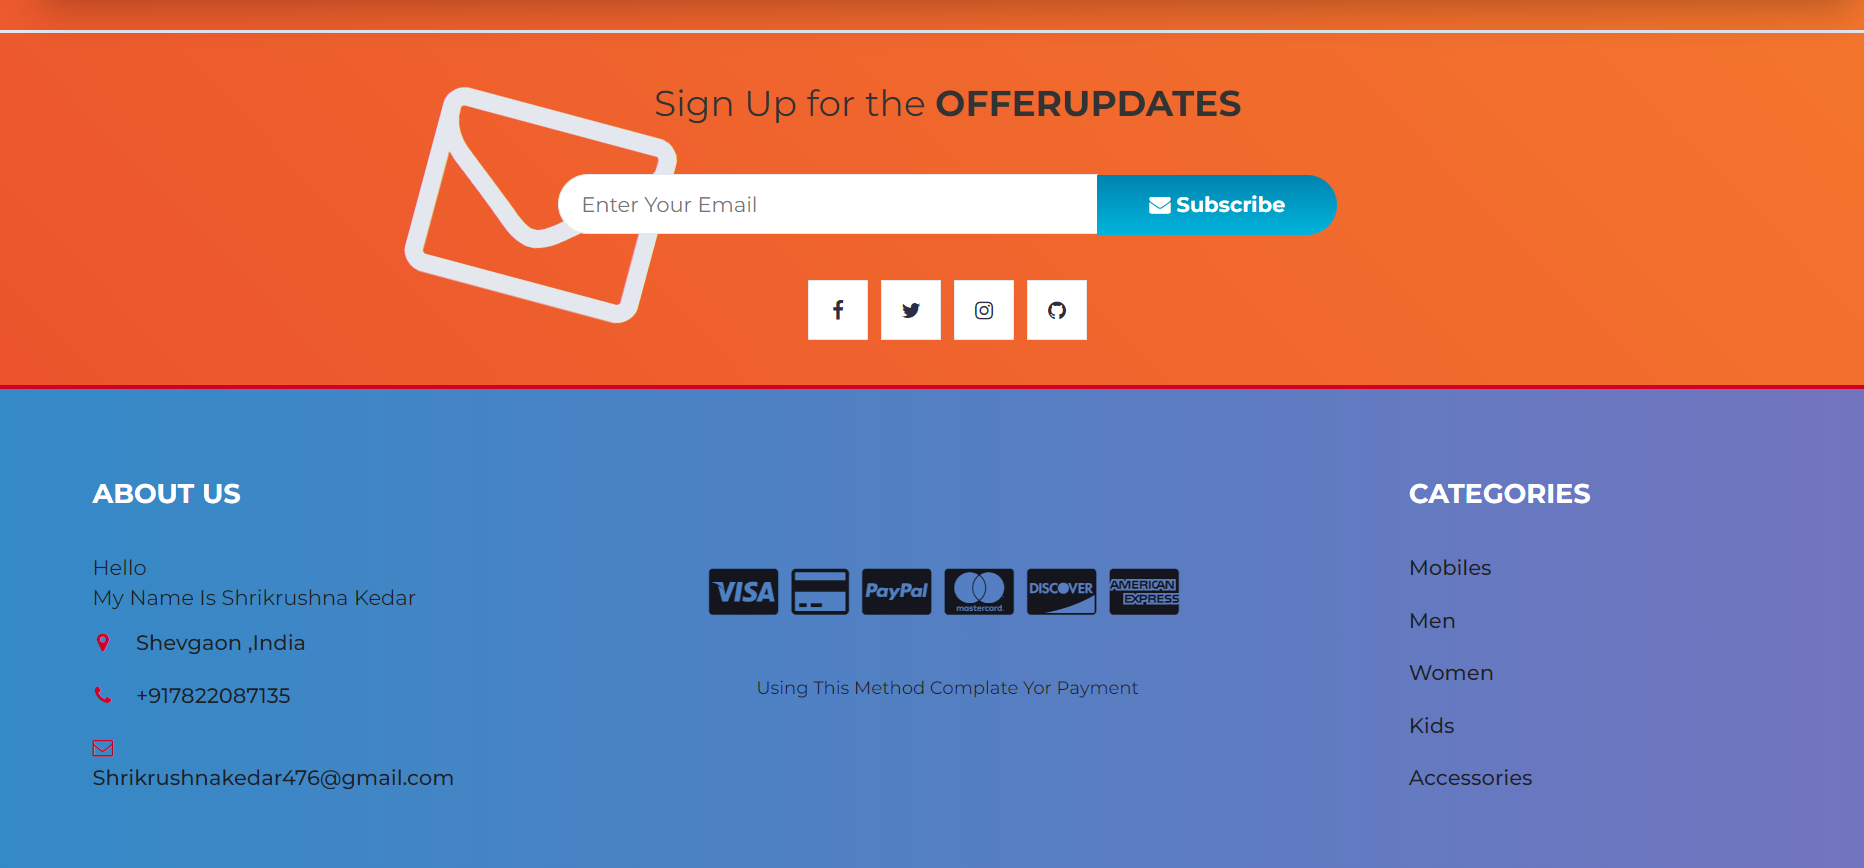 Sign Up for the OFFERUPDATES
Enter Your Email
Subscribe
ABOUT US
Hello
My Name Is Shrikrushna Kedar
Shevgaon ,India
+917822087135
Shrikrushnakedar476@gmail.com
VISA
PayPal
mastercard.
DISCOVER
AMERICAN
EXPRESS
Using This Method Complate Yor Payment
CATEGORIES
Mobiles
Men
Women
Kids
Accessories